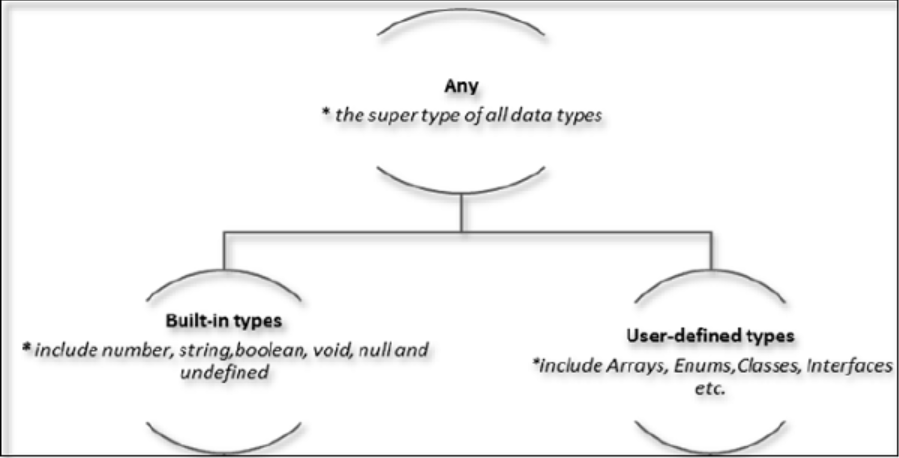 Any
* the super type of all data types
Built-in types
* include number, string,boolean, void, null and
undefined
User-defined types
*include Arrays, Enums,Classes, Interfaces
etc.